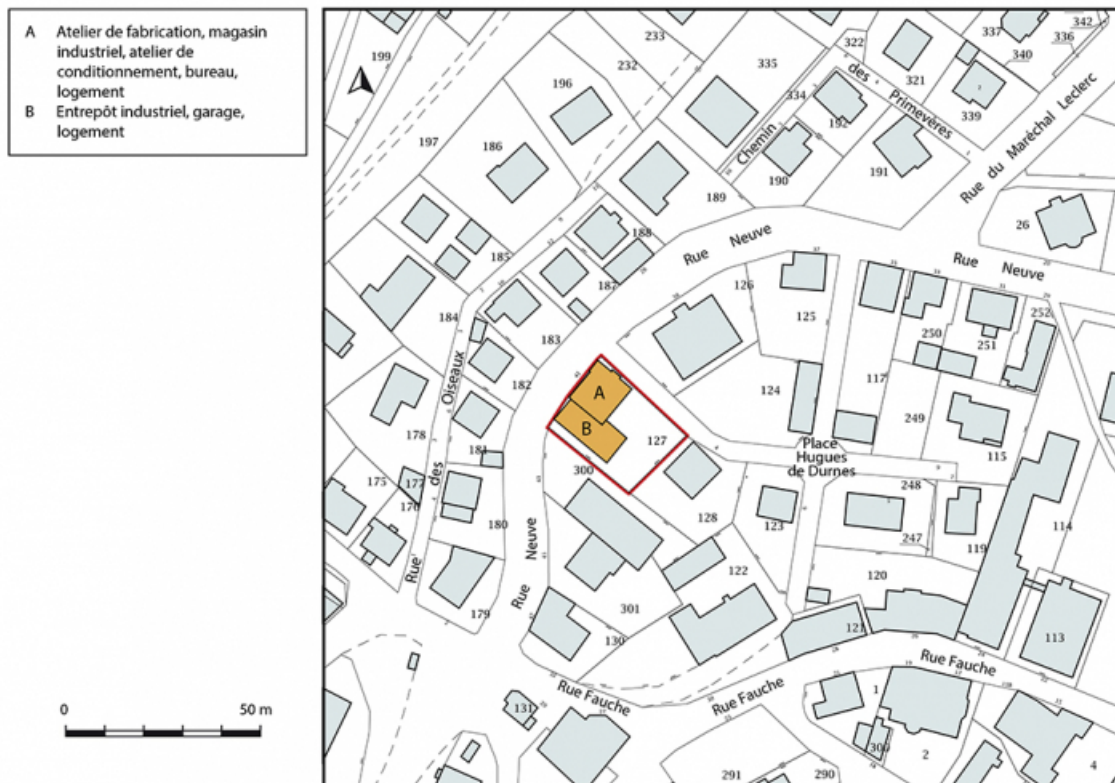 A Atelier de fabrication, magasin
industriel, atelier de
conditionnement, bureau,
logement
B Entrepôt industriel, garage,
logement
0 50 m
199
233
232
196
197
186
335
322
334
des Primevères
Chemin
192
190
191
321
337
340
339
342
336
Rue du Maréchal Leclerc
26
189
188
187
185
184
183
182
Rue Neuve
Rue Neuve
126
125
124
117
250
251
252
249
115
A
B
127
300
Rue des Oiseaux
178
181
177
176
175
180
179
Rue Neuve
Place
Hugues
de Durnes
248
247
128
123
119
114
122
120
121
113
301
130
131
Rue Fauche
Rue Fauche
Rue Fauche
1
2
300
4
291
290